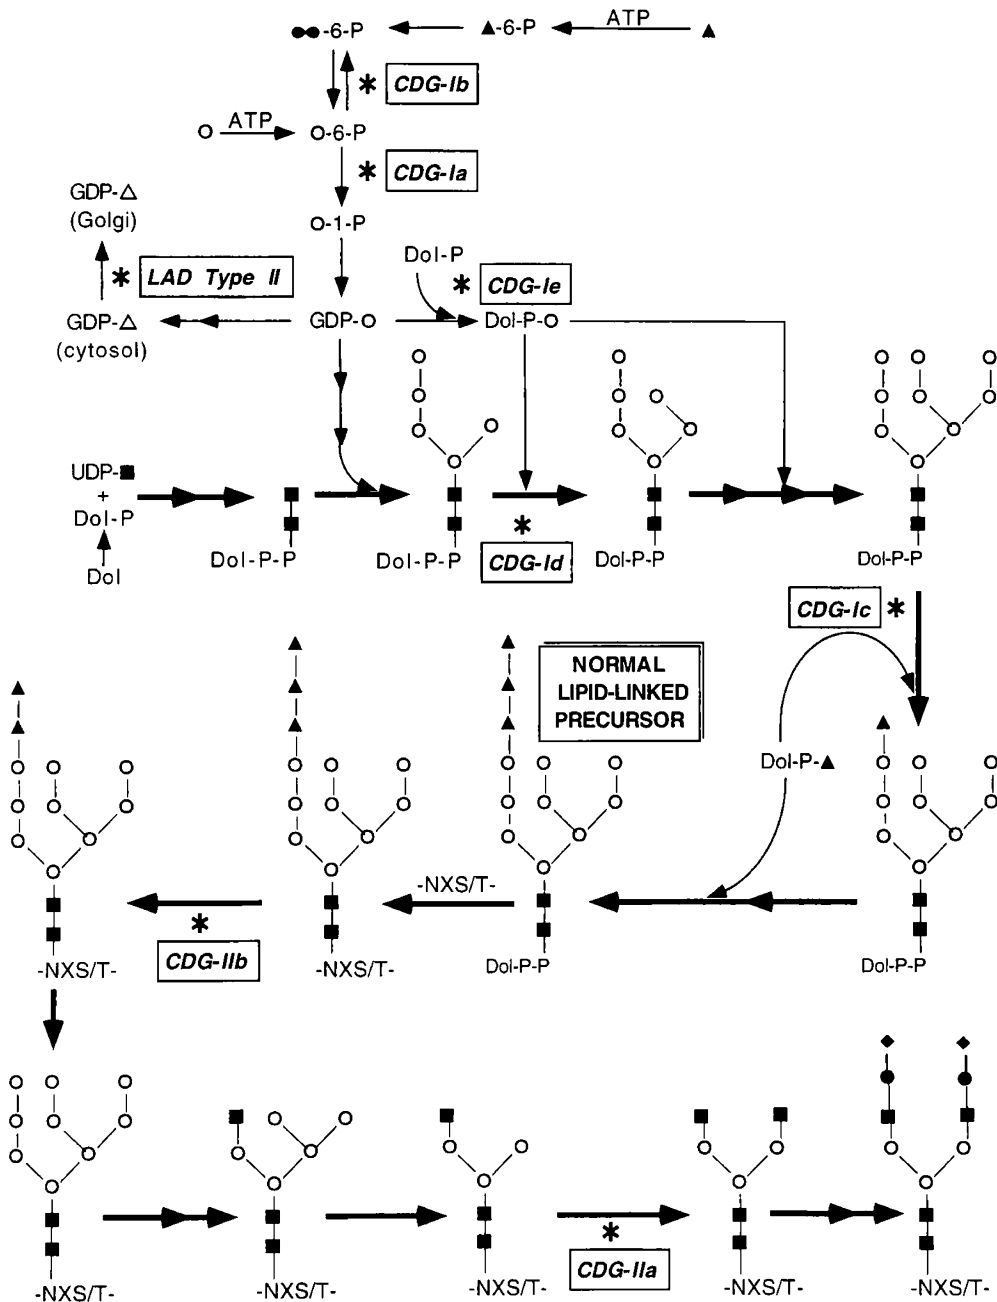 -6-P
▲-6-P
ATP
CDG-Ib
ATP
O-6-P
CDG-Ia
GDP-△
(Golgi)
O-1-P
LAD Type II
Dol-P
CDG-Ie
GDP-△
(cytosol)
GDP-O
Dol-P-O
UDP-■
+
Dol-P
Dol
Dol-P-P
Dol-P-P
CDG-Id
Dol-P-P
Dol-P-P
CDG-Ic
NORMAL
LIPID-LINKED
PRECURSOR
Dol-P-▲
-NXS/T-
CDG-IIb
-NXS/T-
-NXS/T-
Dol-P-P
Dol-P-P
CDG-IIa
-NXS/T-
-NXS/T-
-NXS/T-
-NXS/T-
-NXS/T-